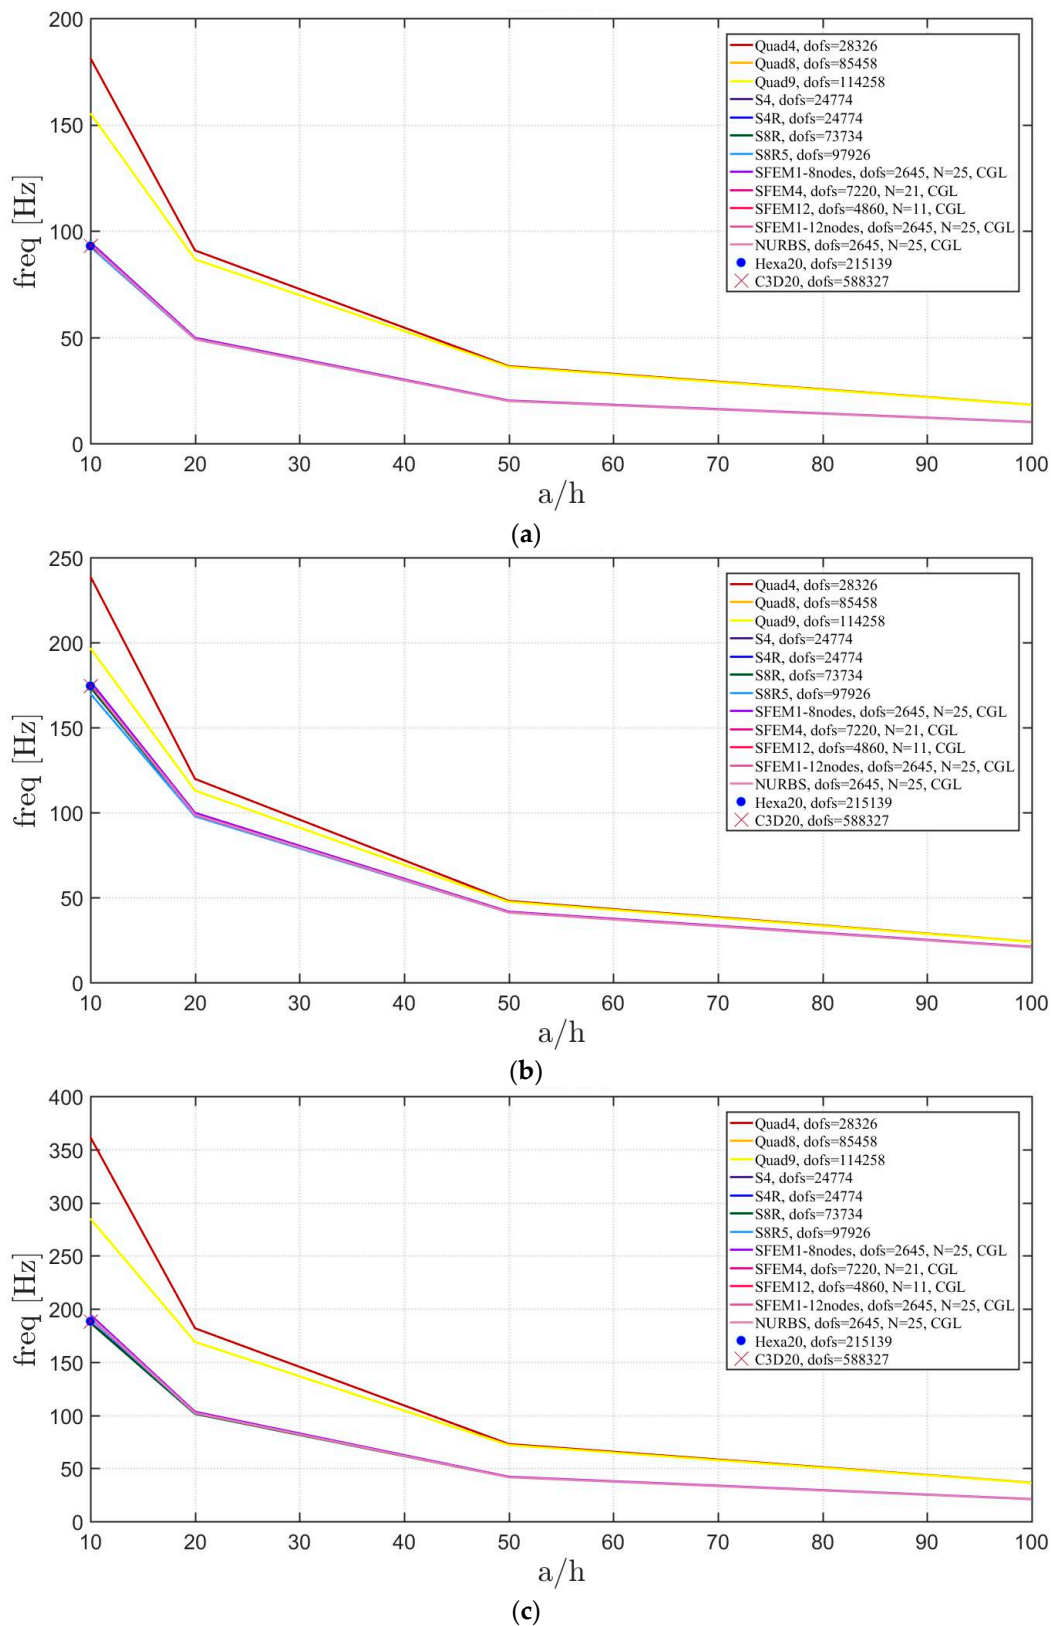 200
150
100
50
0
freq [Hz]
Quad4, dofs=28326
Quad8, dofs=85458
Quad9, dofs=114258
S4, dofs=24774
S4R, dofs=24774
S8R, dofs=73734
S8R5, dofs=97926
SFEM1-8nodes, dofs=2645, N=25, CGL
SFEM4, dofs=7220, N=21, CGL
SFEM12, dofs=4860, N=11, CGL
SFEM1-12nodes, dofs=2645, N=25, CGL
NURBS, dofs=2645, N=25, CGL
Hexa20, dofs=215139
C3D20, dofs=588327
10 20 30 40 50 60 70 80 90 100
a/h
(a)
250
200
150
100
50
0
freq [Hz]
Quad4, dofs=28326
Quad8, dofs=85458
Quad9, dofs=114258
S4, dofs=24774
S4R, dofs=24774
S8R, dofs=73734
S8R5, dofs=97926
SFEM1-8nodes, dofs=2645, N=25, CGL
SFEM4, dofs=7220, N=21, CGL
SFEM12, dofs=4860, N=11, CGL
SFEM1-12nodes, dofs=2645, N=25, CGL
NURBS, dofs=2645, N=25, CGL
Hexa20, dofs=215139
C3D20, dofs=588327
10 20 30 40 50 60 70 80 90 100
a/h
(b)
400
350
300
250
200
150
100
50
0
freq [Hz]
Quad4, dofs=28326
Quad8, dofs=85458
Quad9, dofs=114258
S4, dofs=24774
S4R, dofs=24774
S8R, dofs=73734
S8R5, dofs=97926
SFEM1-8nodes, dofs=2645, N=25, CGL
SFEM4, dofs=7220, N=21, CGL
SFEM12, dofs=4860, N=11, CGL
SFEM1-12nodes, dofs=2645, N=25, CGL
NURBS, dofs=2645, N=25, CGL
Hexa20, dofs=215139
C3D20, dofs=588327
10 20 30 40 50 60 70 80 90 100
a/h
(c)